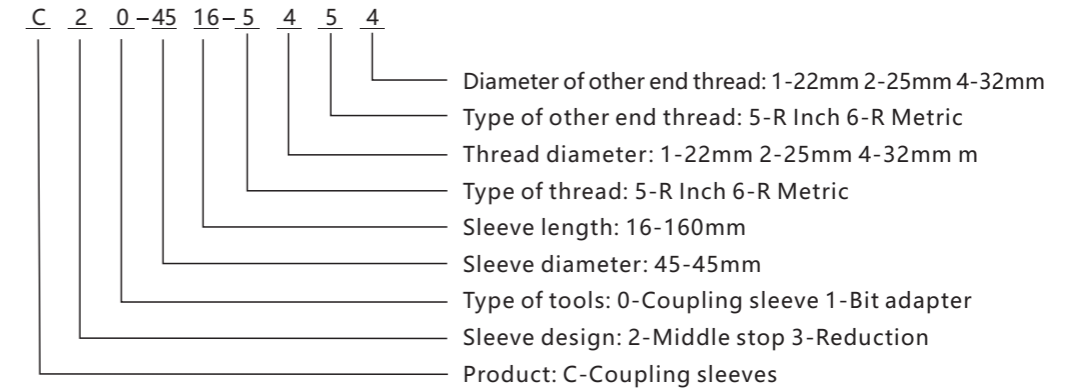 C 2 0-45 16-5 4 5 4
Diameter of other end thread: 1-22mm 2-25mm 4-32mm
Type of other end thread: 5-R Inch 6-R Metric
Thread diameter: 1-22mm 2-25mm 4-32mm m
Type of thread: 5-R Inch 6-R Metric
Sleeve length: 16-160mm
Sleeve diameter: 45-45mm
Type of tools: 0-Coupling sleeve 1-Bit adapter
Sleeve design: 2-Middle stop 3-Reduction
Product: C-Coupling sleeves